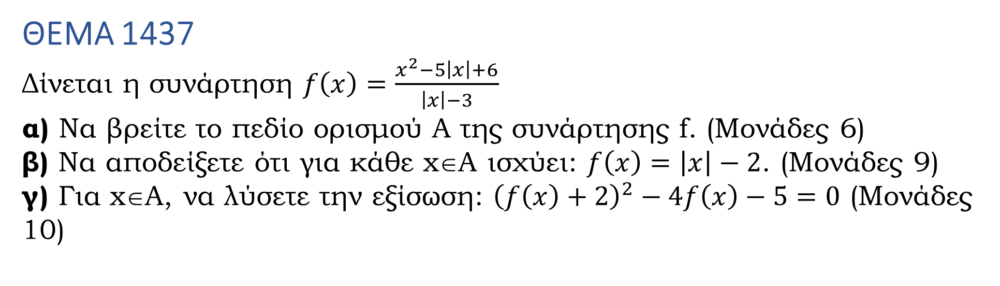 ΘΕΜΑ 1437
Δίνεται η συνάρτηση f(x) = \frac{x^2-5|x|+6}{|x|-3}
α) Να βρείτε το πεδίο ορισμού Α της συνάρτησης f. (Μονάδες 6)
β) Να αποδείξετε ότι για κάθε x∈A ισχύει: f(x) = |x| − 2. (Μονάδες 9)
γ) Για x∈A, να λύσετε την εξίσωση: (f(x) + 2)² − 4f(x) − 5 = 0 (Μονάδες
10)